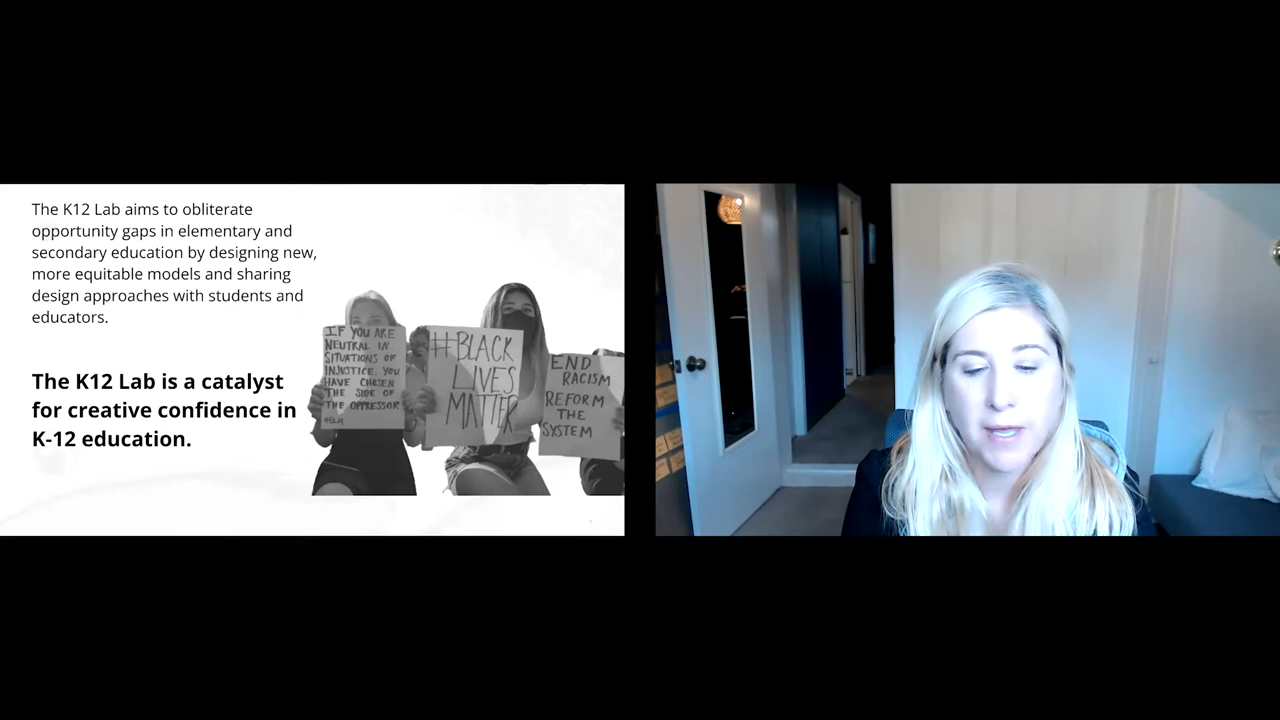 The K12 Lab aims to obliterate
opportunity gaps in elementary and
secondary education by designing new,
more equitable models and sharing
design approaches with students and
educators.
The K12 Lab is a catalyst
for creative confidence in
K-12 education.
IF YOU ARE
NEUTRAL IN
SITUATIONS OF
INJUSTICE, YOU
HAVE CHOSEN
THE SIDE OF
THE OPPRESSOR
#BLM
#BLACK
LIVES
MATTER
END
RACISM
REFORM
THE
SYSTEM